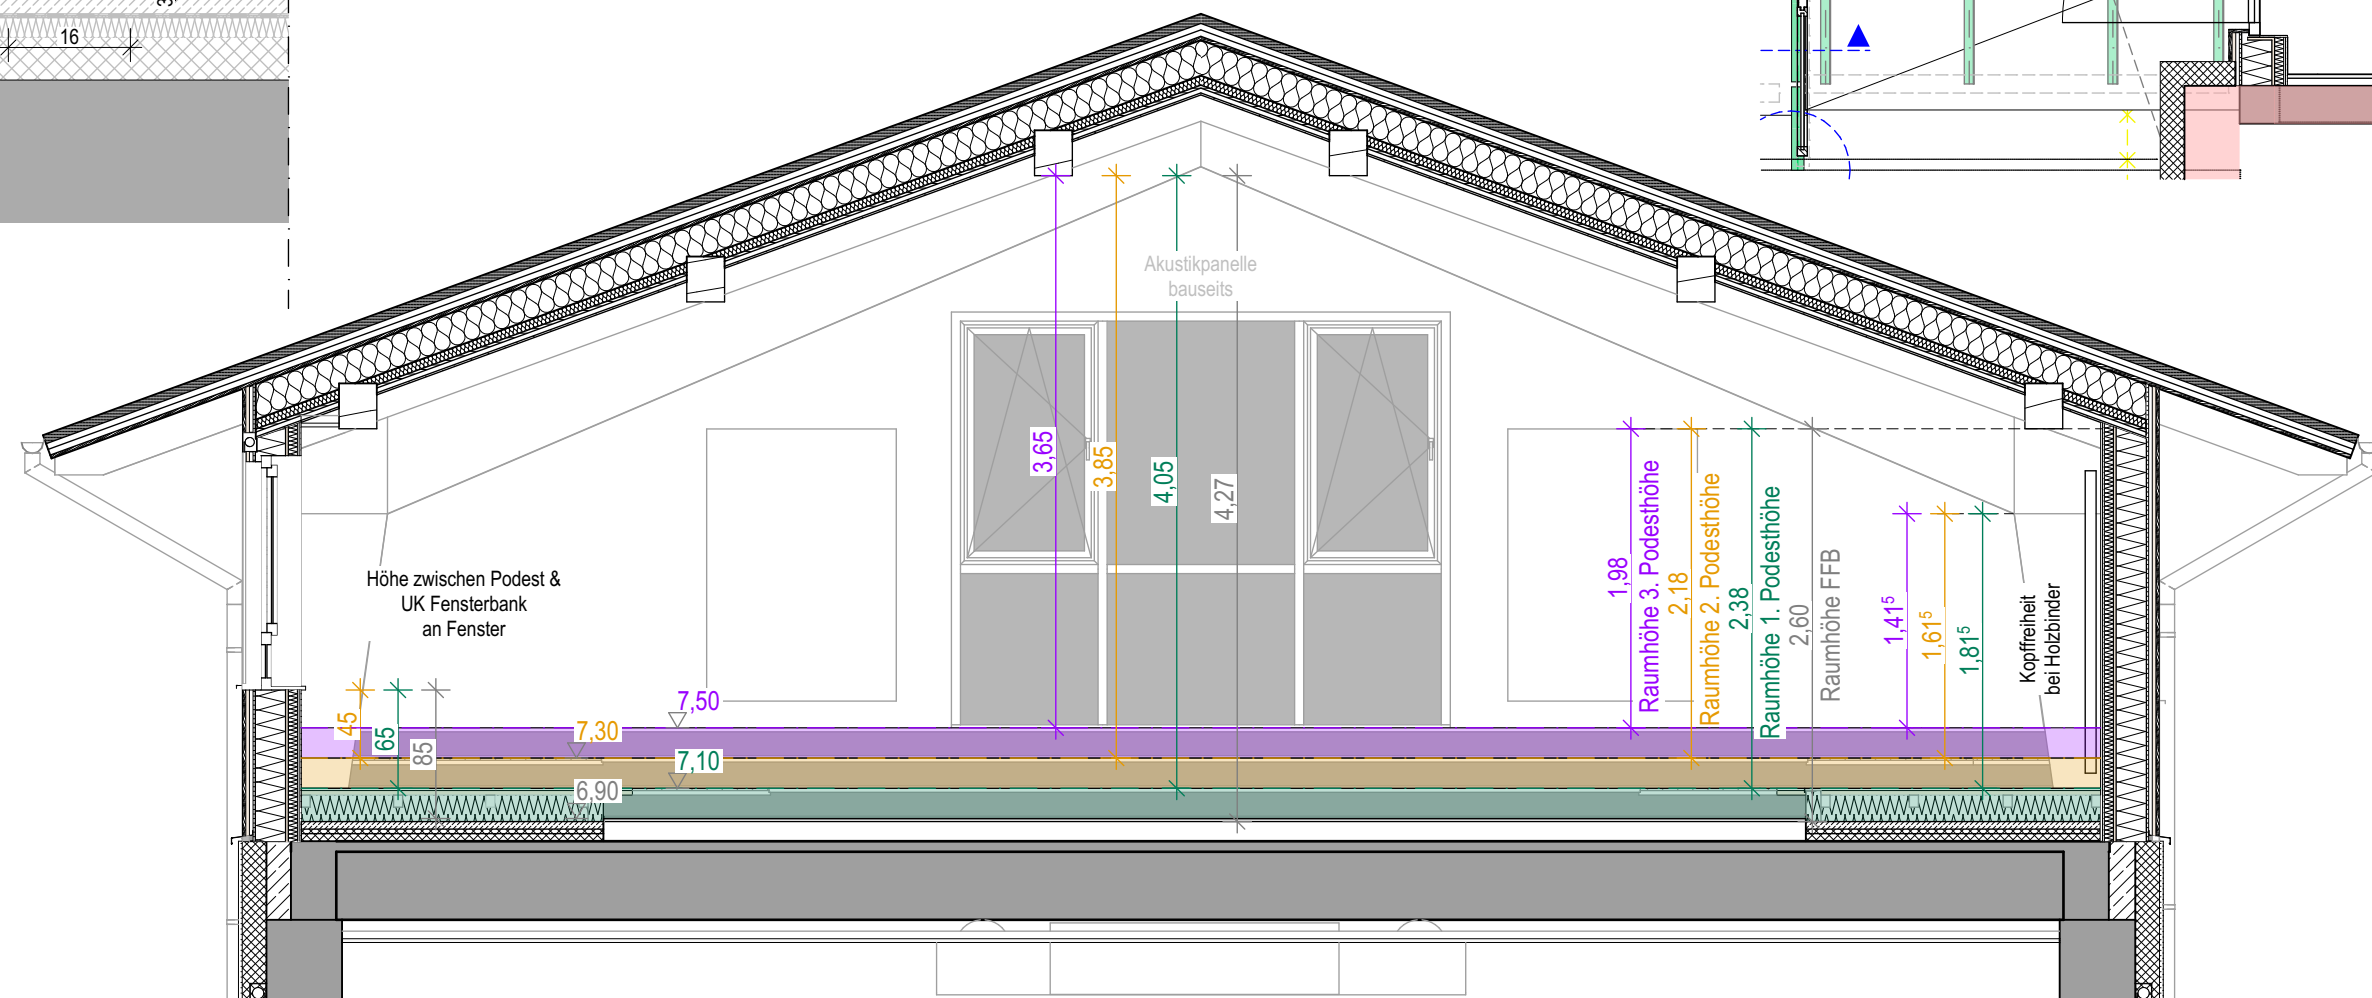 16
Akustikpanelle
bauseits
3,65
3,85
4,05
4,27
1,98
Raumhöhe 3. Podesthöhe
2,18
Raumhöhe 2. Podesthöhe
2,38
Raumhöhe 1. Podesthöhe
2,60
Raumhöhe FFB
1,41⁵
1,61⁵
1,81⁵
Kopffreiheit
bei Holzbinder
Höhe zwischen Podest &
UK Fensterbank
an Fenster
45
65
85
7,50
7,30
7,10
6,90